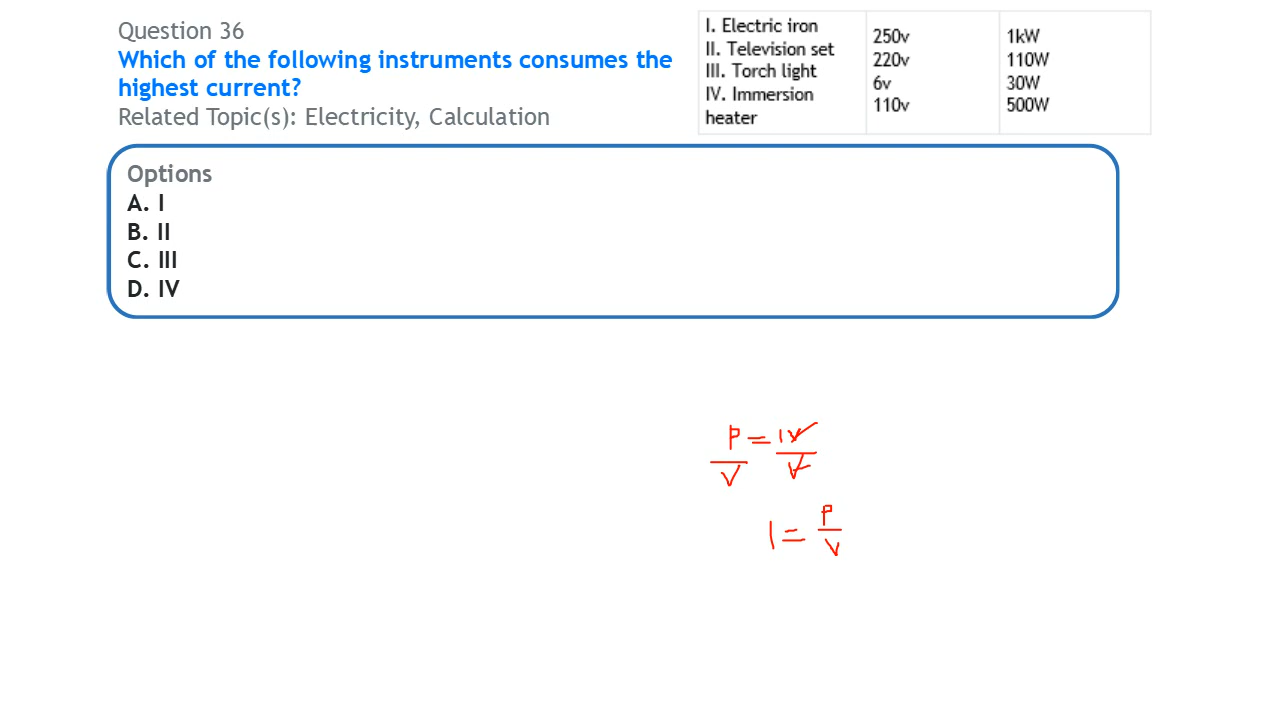 Question 36
Which of the following instruments consumes the
highest current?
Related Topic(s): Electricity, Calculation
I. Electric iron
II. Television set
III. Torch light
IV. Immersion
heater
250v
220v
6v
110v
1kW
110W
30W
500W
Options
A. I
B. II
C. III
D. IV
P = IV
V V
I = P
V